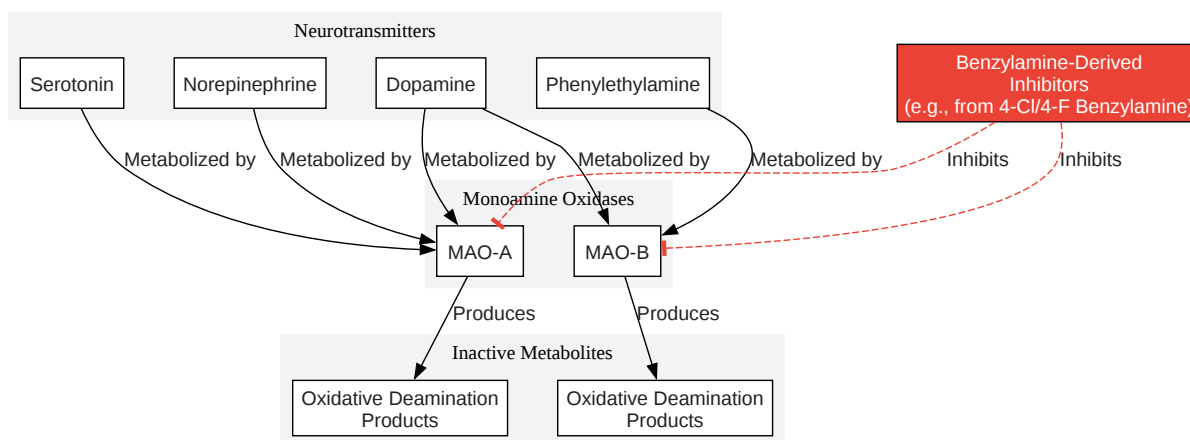 Neurotransmitters
Serotonin
Norepinephrine
Dopamine
Phenylethylamine
Benzylamine-Derived
Inhibitors
(e.g., from 4-Cl/4-F Benzylamine)
Metabolized by
Metabolized by
Metabolized by
Metabolized by
Metabolized by
Inhibits
Inhibits
Monoamine Oxidases
MAO-A
MAO-B
Produces
Produces
Inactive Metabolites
Oxidative Deamination
Products
Oxidative Deamination
Products